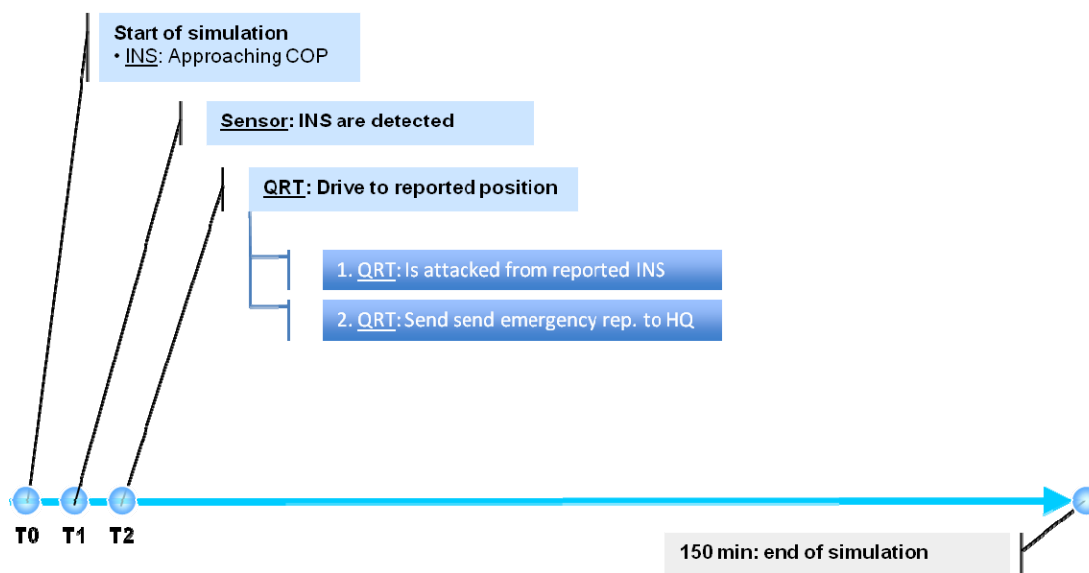 Start of simulation
• INS: Approaching COP
Sensor: INS are detected
QRT: Drive to reported position
1. QRT: Is attacked from reported INS
2. QRT: Send send emergency rep. to HQ
T0 T1 T2
150 min: end of simulation